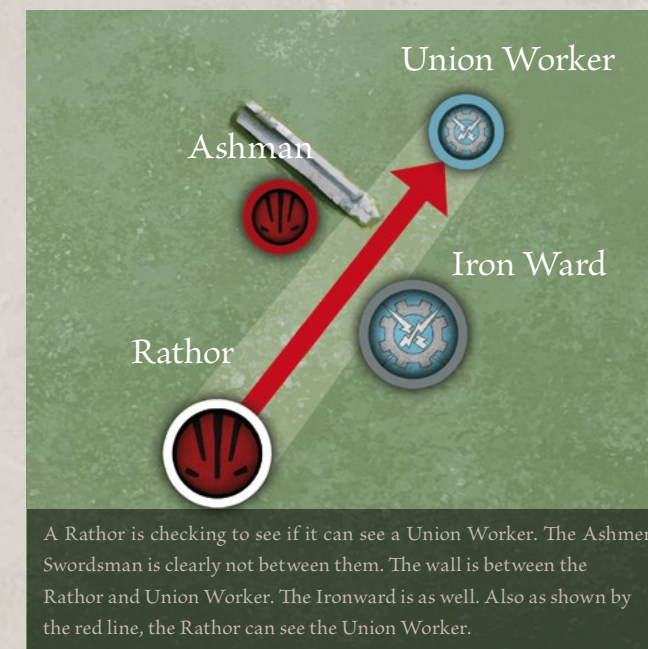 Union Worker
Ashman
Iron Ward
Rathor
A Rathor is checking to see if it can see a Union Worker. The Ashmen
Swordsman is clearly not between them. The wall is between the
Rathor and Union Worker. The Ironward is as well. Also as shown by
the red line, the Rathor can see the Union Worker.